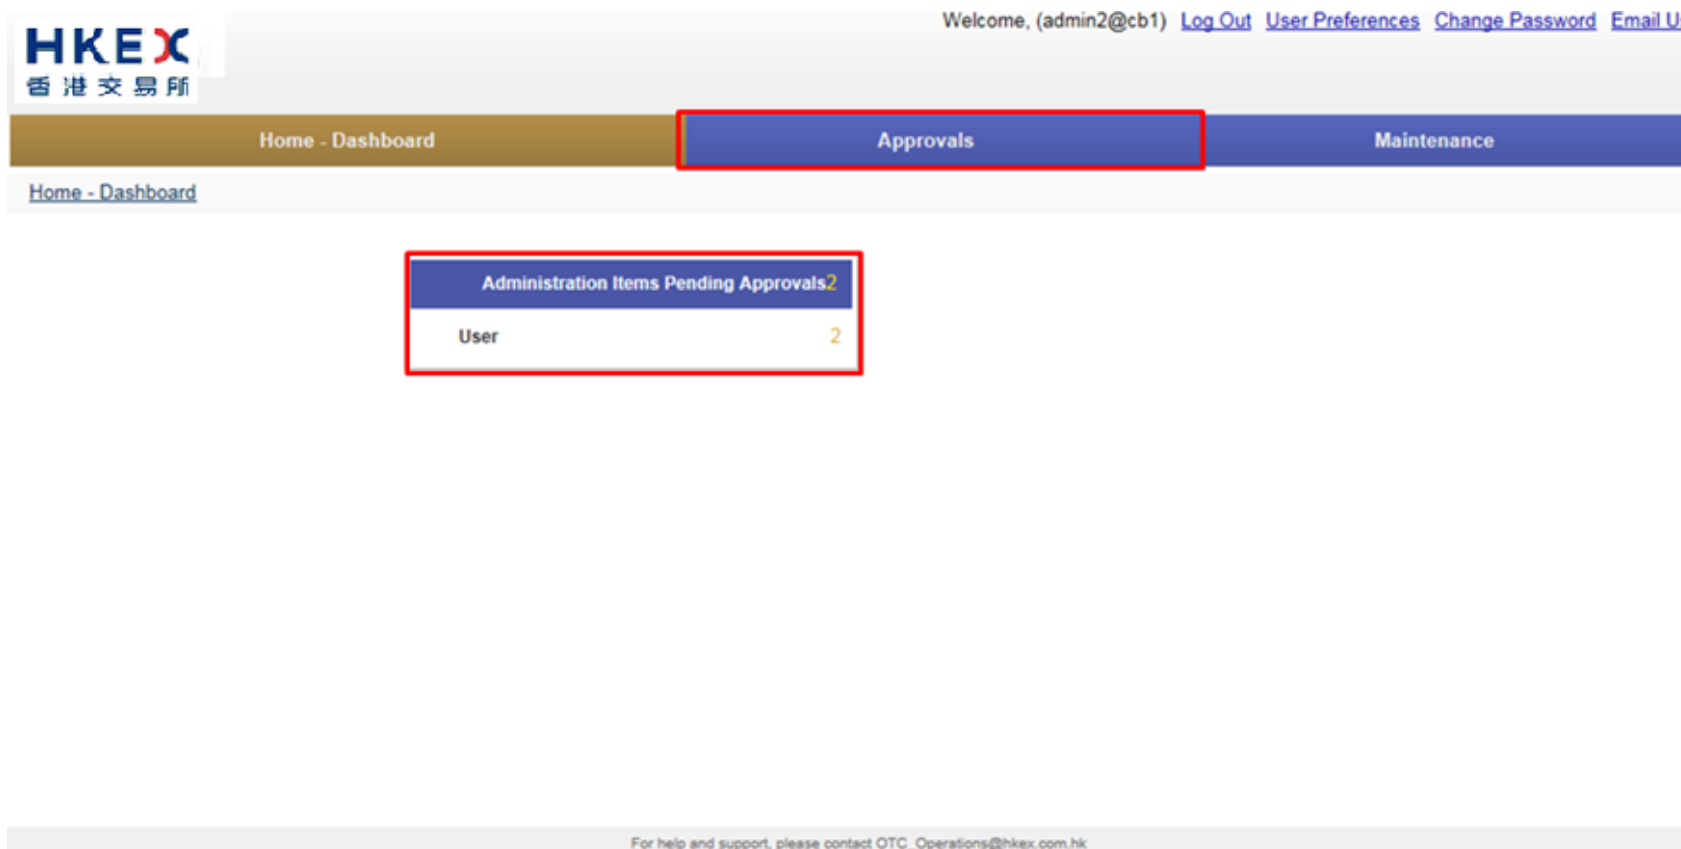 Welcome, (admin2@cb1) Log Out User Preferences Change Password Email U
HKEX
香港交易所
Home - Dashboard Approvals Maintenance
Home - Dashboard
Administration Items Pending Approvals2
User 2
For help and support, please contact OTC_Operations@hkex.com.hk